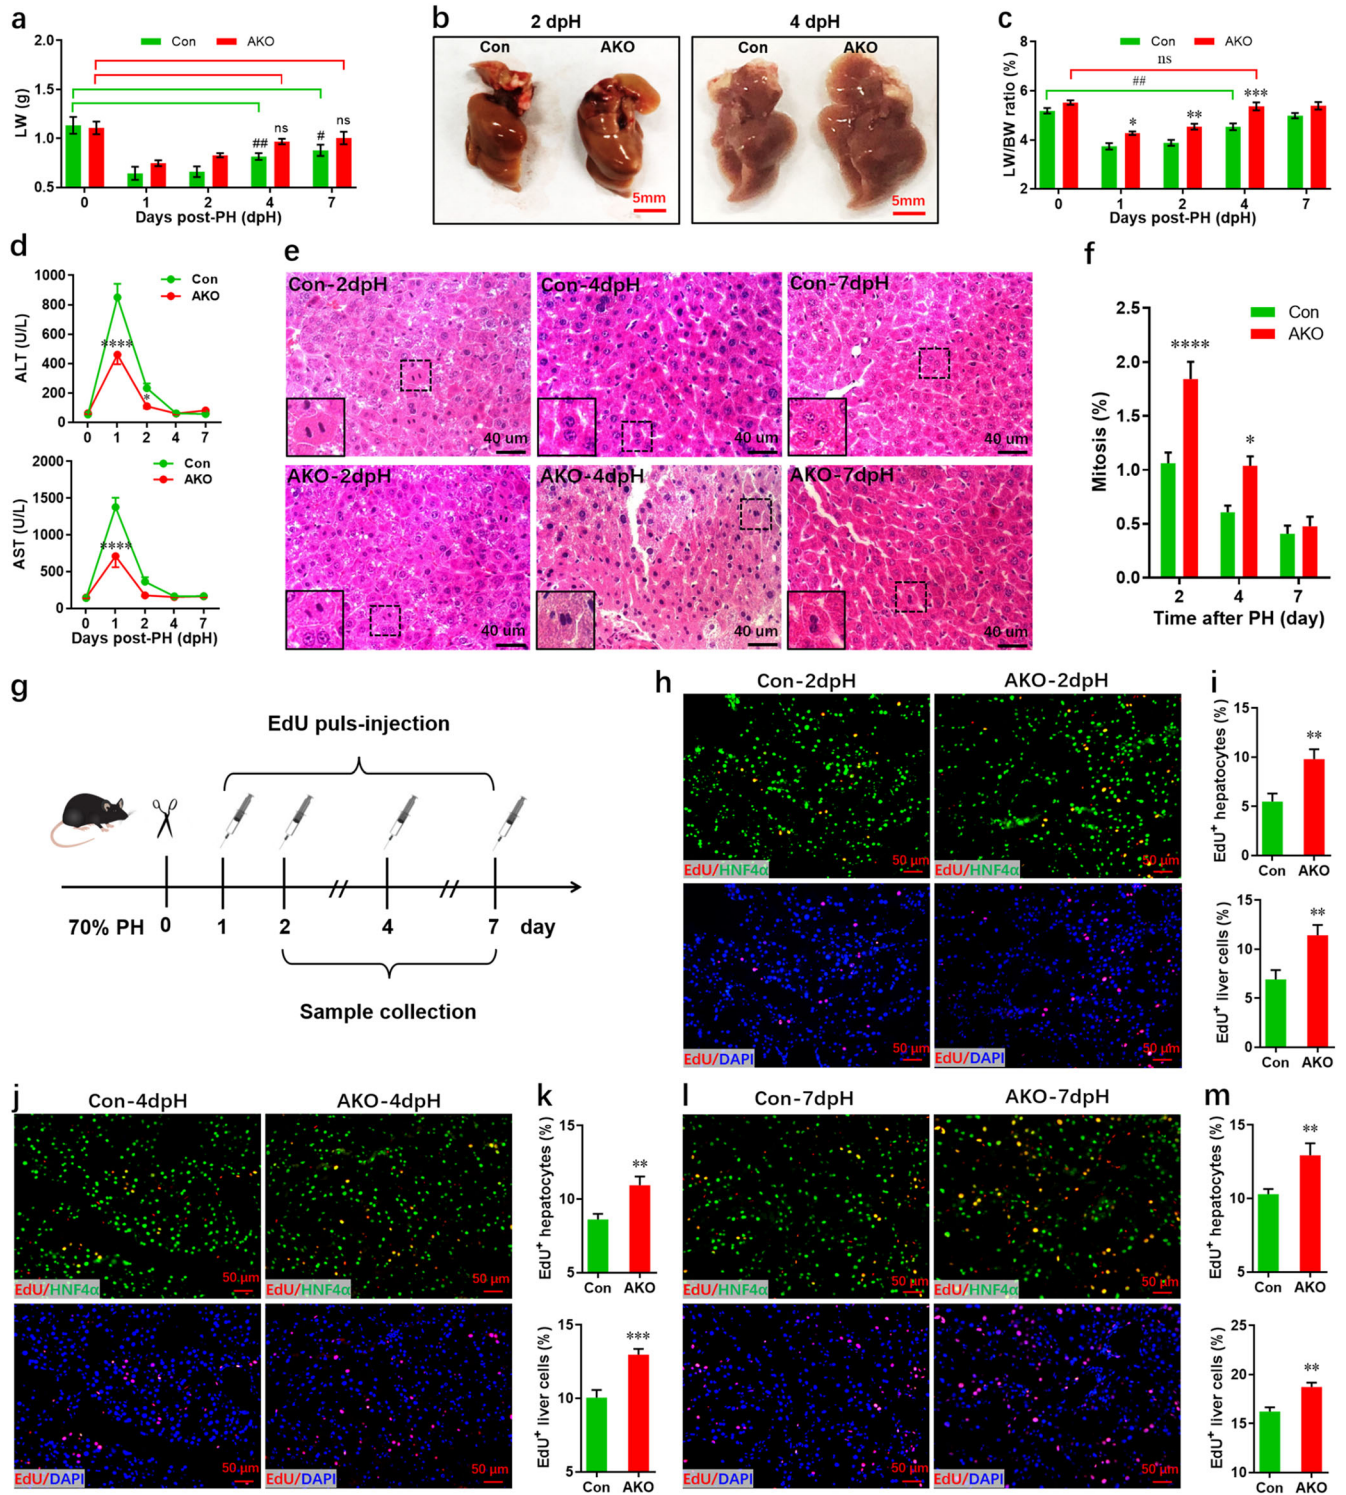 a
Con
AKO
LW (g)
2.0
1.5
1.0
0.5
##
ns
#
ns
0
1
2
4
7
Days post-PH (dpH)
b
2 dpH
4 dpH
Con
AKO
Con
AKO
5mm
5mm
c
Con
AKO
LW/BW ratio (%)
8
6
4
2
ns
##
*
**
***
0
1
2
4
7
Days post-PH (dpH)
d
Con
AKO
ALT (U/L)
1000
800
600
400
200
0
****
*
0
1
2
4
7
Con
AKO
AST (U/L)
2000
1500
1000
500
0
****
0
1
2
4
7
Days post-PH (dpH)
e
Con-2dpH
40 um
Con-4dpH
40 um
Con-7dpH
40 um
AKO-2dpH
40 um
AKO-4dpH
40 um
AKO-7dpH
40 um
f
Con
AKO
Mitosis (%)
2.5
2.0
1.5
1.0
0.5
0.0
****
*
2
4
7
Time after PH (day)
g
EdU puls-injection
70% PH
0
1
2
4
7
day
Sample collection
h
Con-2dpH
AKO-2dpH
EdU/HNF4α
50 μm
EdU/HNF4α
50 μm
EdU/DAPI
50 μm
EdU/DAPI
50 μm
i
EdU+ hepatocytes (%)
15
10
5
0
**
Con
AKO
EdU+ liver cells (%)
15
10
5
0
**
Con
AKO
j
Con-4dpH
AKO-4dpH
EdU/HNF4α
50 μm
EdU/HNF4α
50 μm
EdU/DAPI
50 μm
EdU/DAPI
50 μm
k
EdU+ hepatocytes (%)
15
10
5
**
Con
AKO
EdU+ liver cells (%)
15
10
5
***
Con
AKO
l
Con-7dpH
AKO-7dpH
EdU/HNF4α
50 μm
EdU/HNF4α
50 μm
EdU/DAPI
50 μm
EdU/DAPI
50 μm
m
EdU+ hepatocytes (%)
15
10
5
**
Con
AKO
EdU+ liver cells (%)
25
20
15
10
**
Con
AKO